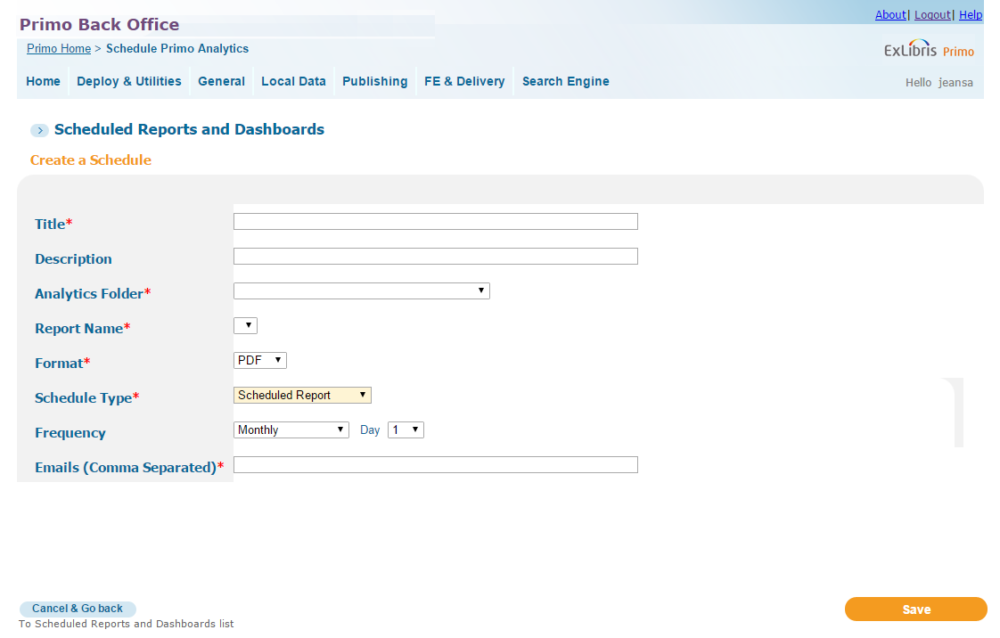 Primo Back Office
About| Logout| Help
Primo Home > Schedule Primo Analytics
ExLibris Primo
Home Deploy & Utilities General Local Data Publishing FE & Delivery Search Engine
Hello jeansa
Scheduled Reports and Dashboards
Create a Schedule
Title*
Description
Analytics Folder*
Report Name*
Format* PDF
Schedule Type* Scheduled Report
Frequency Monthly Day 1
Emails (Comma Separated)*
Cancel & Go back
Save
To Scheduled Reports and Dashboards list